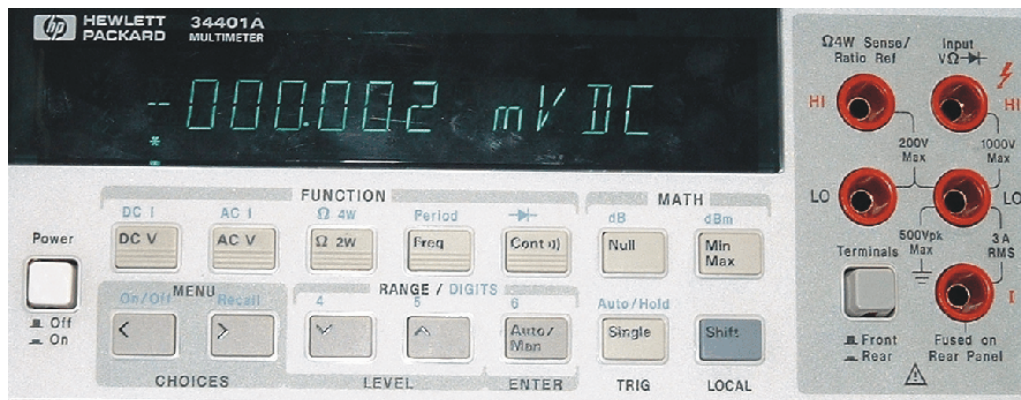 hp HEWLETT PACKARD 34401A MULTIMETER
-000.002 mV DC
*
Power
Off
On
FUNCTION
MATH
DC I AC I Ω 4W Period dB dBm
DC V AC V Ω 2W Freq Cont Null Min Max
MENU
RANGE / DIGITS
On/Off Recall 4 5 6 Auto/Hold
< > Auto/ Man Single Shift
CHOICES LEVEL ENTER TRIG LOCAL
Ω4W Sense/ Ratio Ref
Input VΩ
HI HI
200V Max
1000V Max
LO LO
500Vpk Max
3A RMS
Terminals
I
Front
Rear
Fused on Rear Panel